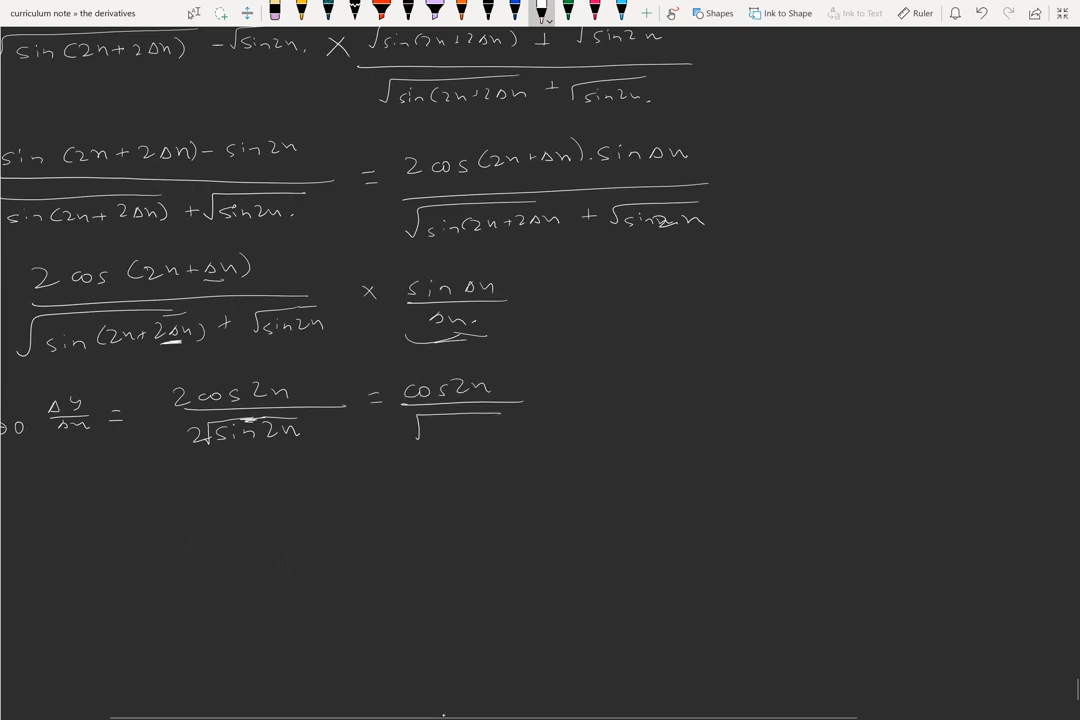 curriculum note » the derivatives Shapes Ink to Shape Ink to Text Ruler
√sin(2x+2Δx) - √sin2x. × (√sin(2x+2Δx) + √sin2x) / (√sin(2x+2Δx) + √sin2x.)
(sin(2x+2Δx) - sin2x) / (√sin(2x+2Δx) + √sin2x.) = (2cos(2x+Δx).sinΔx) / (√sin(2x+2Δx) + √sin2x)
2cos(2x+Δx) / (√sin(2x+2Δx) + √sin2x) × sinΔx / Δx.
→0 Δy/Δx = 2cos2x / 2√sin2x = cos2x / √